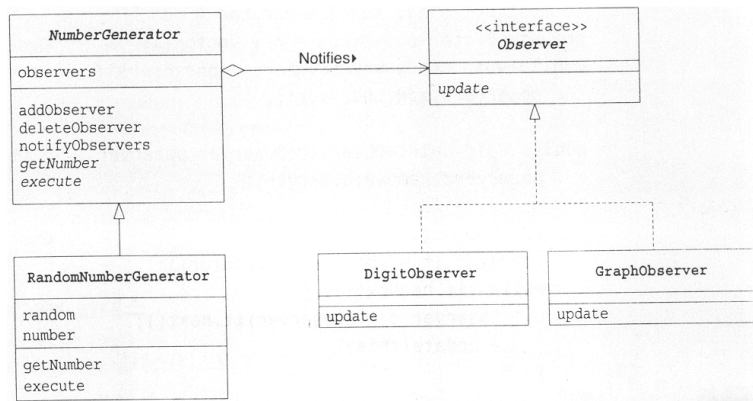 NumberGenerator
observers
addObserver
deleteObserver
notifyObservers
getNumber
execute
Notifies
<<interface>>
Observer
update
RandomNumberGenerator
random
number
getNumber
execute
DigitObserver
update
GraphObserver
update